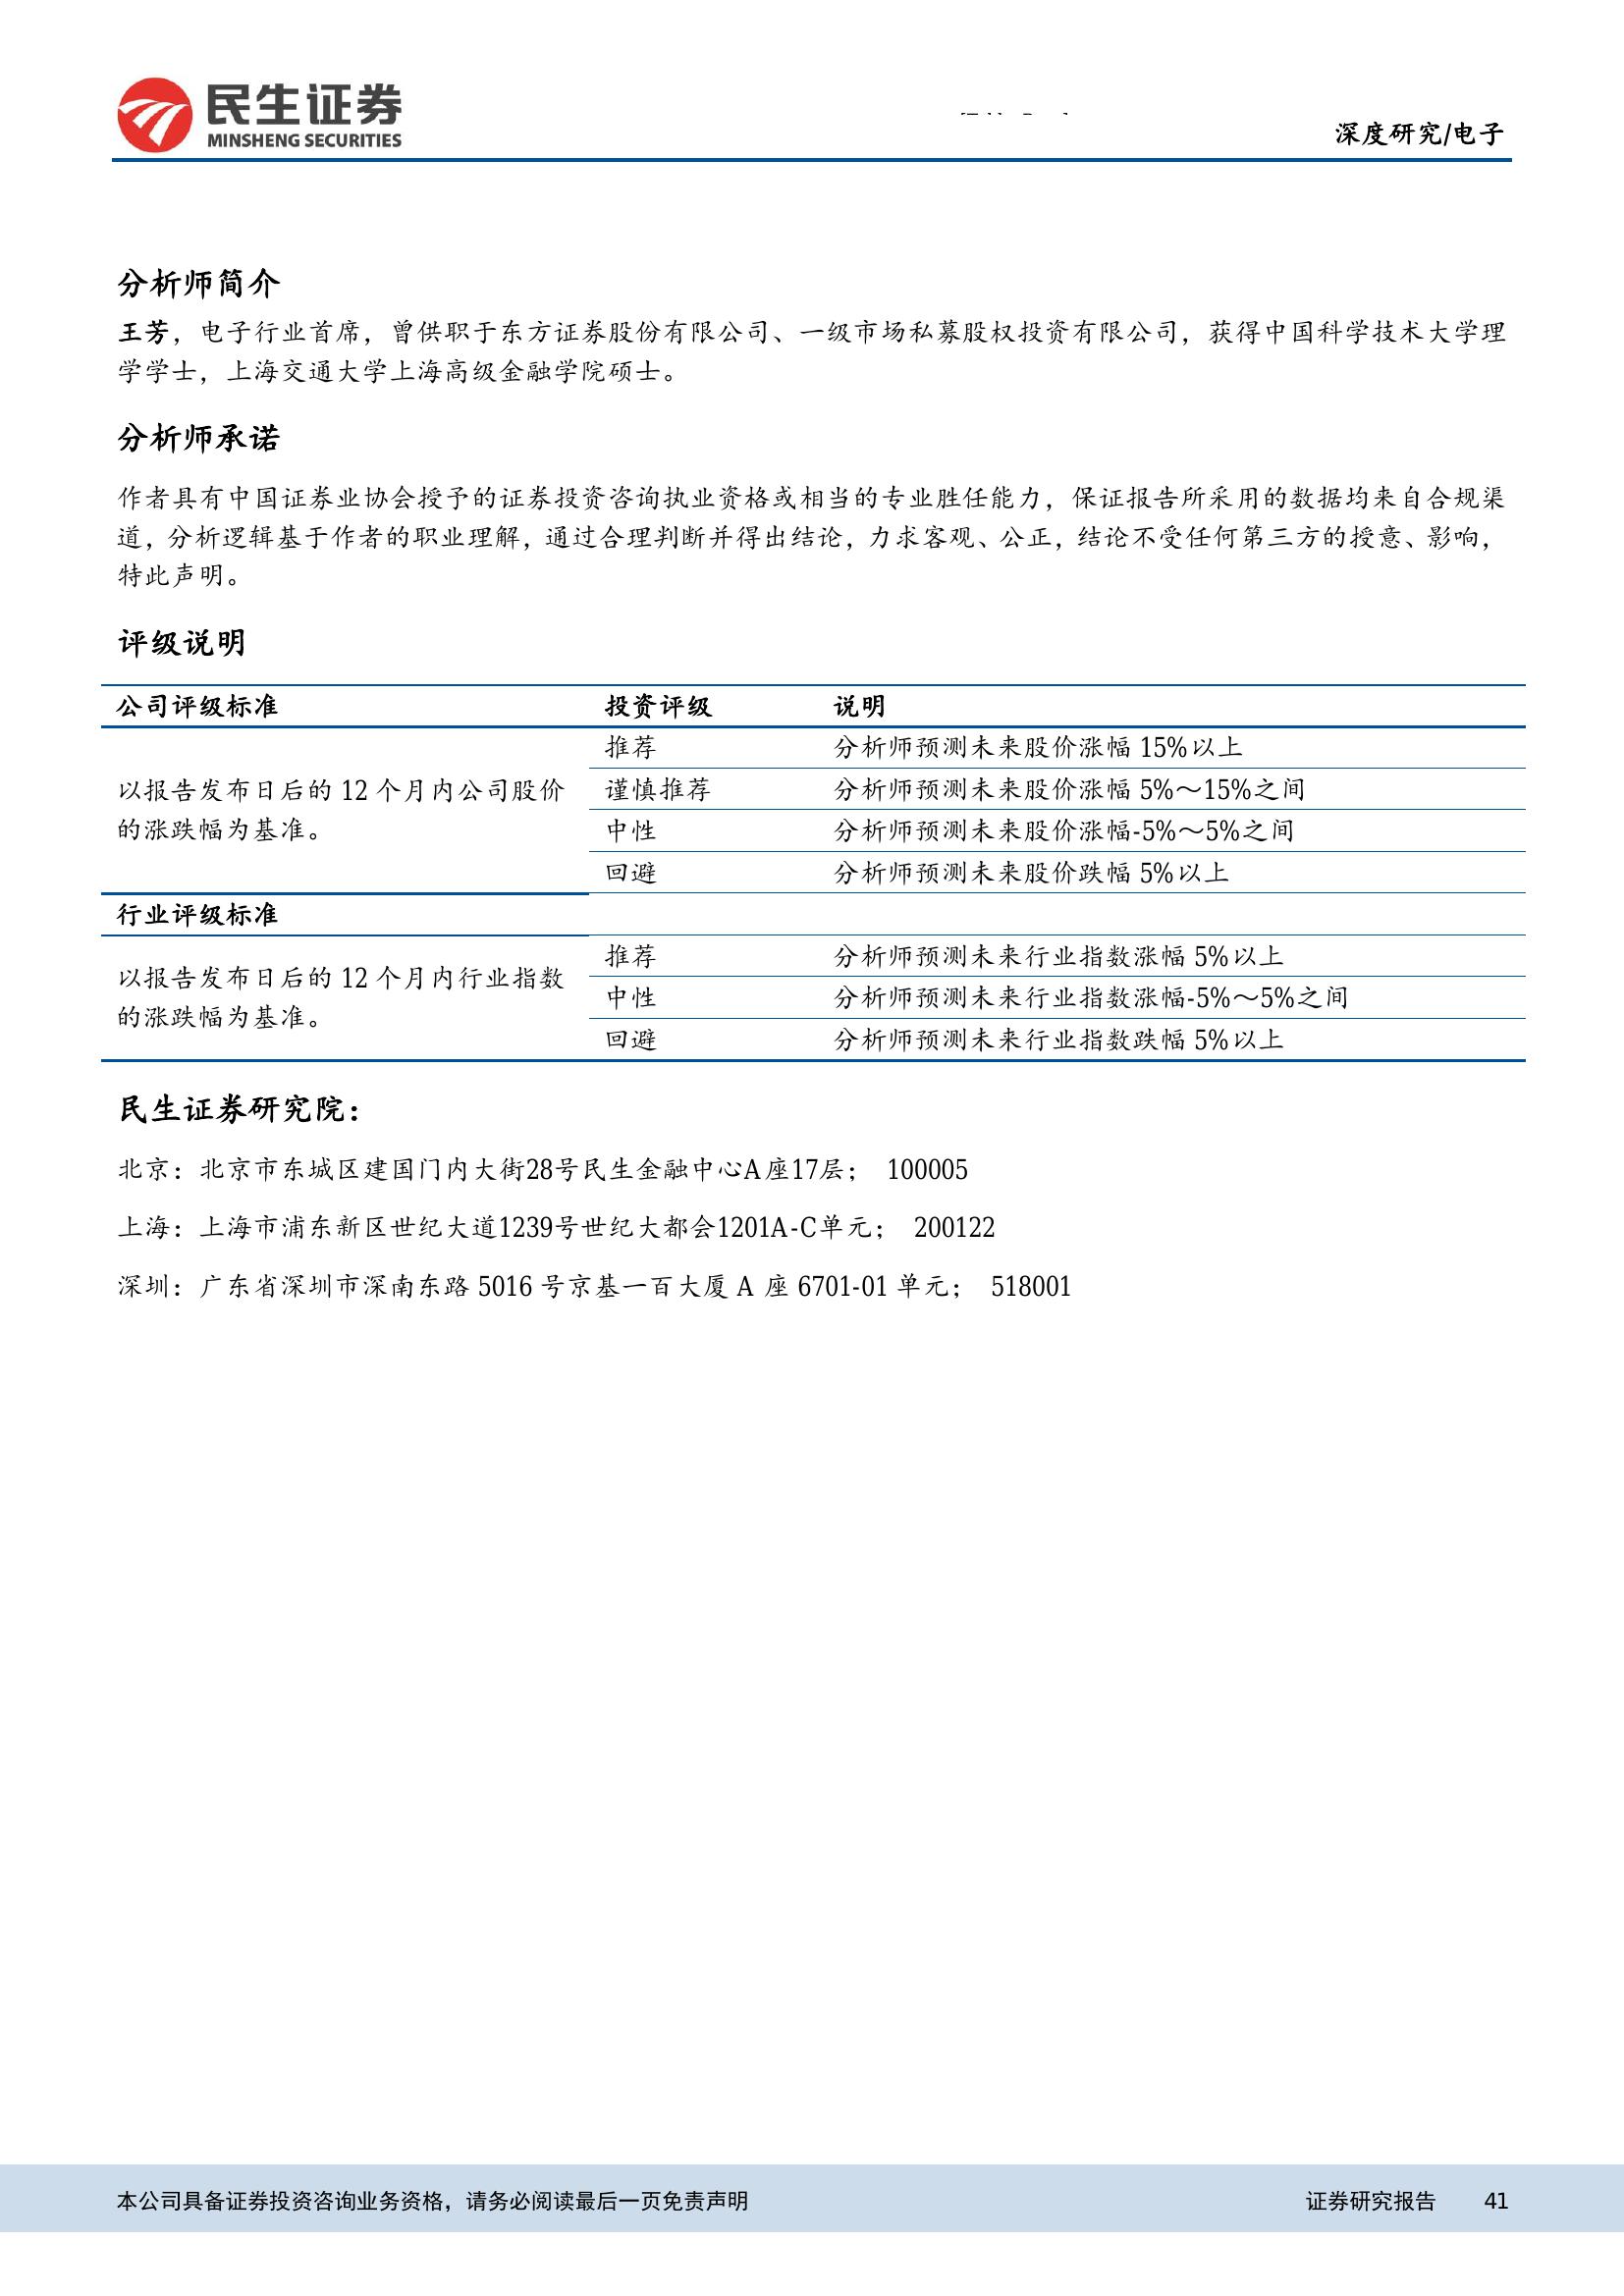 民生证券
MINSHENG SECURITIES
深度研究/电子
分析师简介
王芳，电子行业首席，曾供职于东方证券股份有限公司、一级市场私募股权投资有限公司，获得中国科学技术大学理
学学士，上海交通大学上海高级金融学院硕士。
分析师承诺
作者具有中国证券业协会授予的证券投资咨询执业资格或相当的专业胜任能力，保证报告所采用的数据均来自合规渠
道，分析逻辑基于作者的职业理解，通过合理判断并得出结论，力求客观、公正，结论不受任何第三方的授意、影响，
特此声明。
评级说明
公司评级标准 投资评级 说明
以报告发布日后的 12 个月内公司股价
的涨跌幅为基准。
推荐 分析师预测未来股价涨幅 15%以上
谨慎推荐 分析师预测未来股价涨幅 5%～15%之间
中性 分析师预测未来股价涨幅-5%～5%之间
回避 分析师预测未来股价跌幅 5%以上
行业评级标准
以报告发布日后的 12 个月内行业指数
的涨跌幅为基准。
推荐 分析师预测未来行业指数涨幅 5%以上
中性 分析师预测未来行业指数涨幅-5%～5%之间
回避 分析师预测未来行业指数跌幅 5%以上
民生证券研究院：
北京：北京市东城区建国门内大街28号民生金融中心A座17层； 100005
上海：上海市浦东新区世纪大道1239号世纪大都会1201A-C单元； 200122
深圳：广东省深圳市深南东路 5016 号京基一百大厦 A 座 6701-01 单元； 518001
本公司具备证券投资咨询业务资格，请务必阅读最后一页免责声明 证券研究报告 41